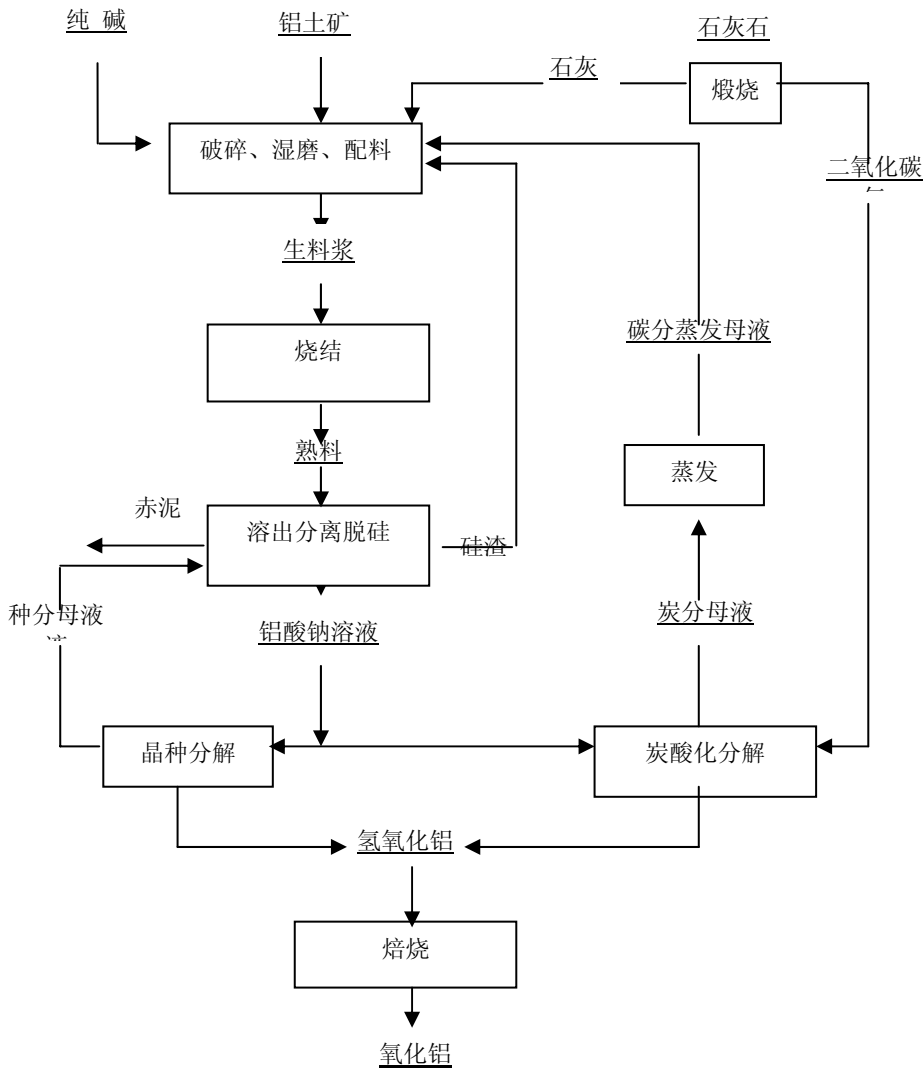 纯 碱
铝土矿
石灰石
石灰
煅烧
破碎、湿磨、配料
二氧化碳
生料浆
碳分蒸发母液
烧结
熟料
蒸发
赤泥
溶出分离脱硅
硅渣
种分母液
铝酸钠溶液
炭分母液
晶种分解
炭酸化分解
氢氧化铝
焙烧
氧化铝